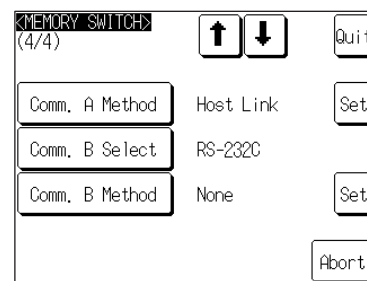 <MEMORY SWITCH>
(4/4)
Quit
Comm. A Method Host Link Set
Comm. B Select RS-232C
Comm. B Method None Set
Abort